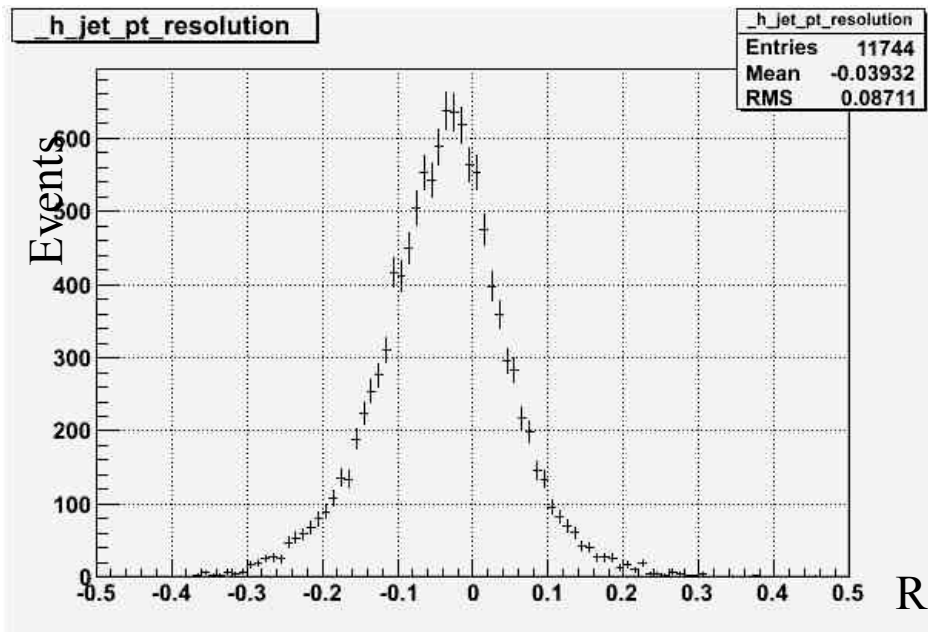 _h_jet_pt_resolution
_h_jet_pt_resolution
Entries 11744
Mean -0.03932
RMS 0.08711
Events
600
500
400
300
200
100
0
-0.5 -0.4 -0.3 -0.2 -0.1 0 0.1 0.2 0.3 0.4 0.5
R